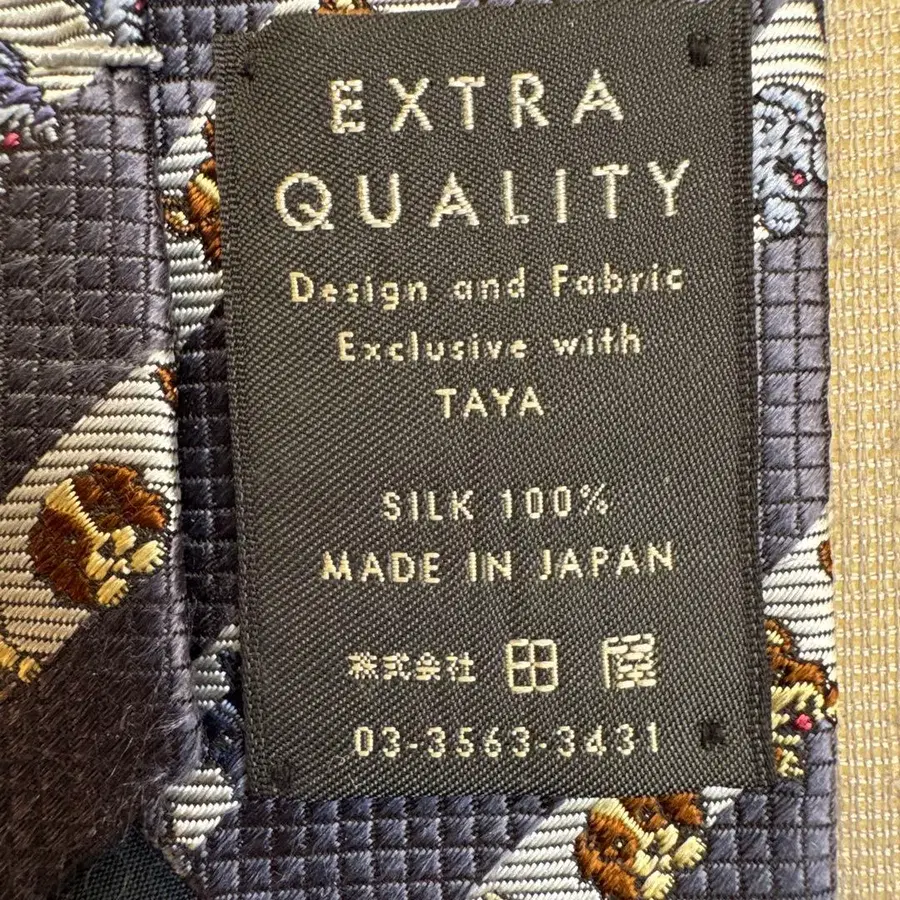 EXTRA
QUALITY
Design and Fabric
Exclusive with
TAYA
SILK 100%
MADE IN JAPAN
株式会社 田屋
03-3563-3431